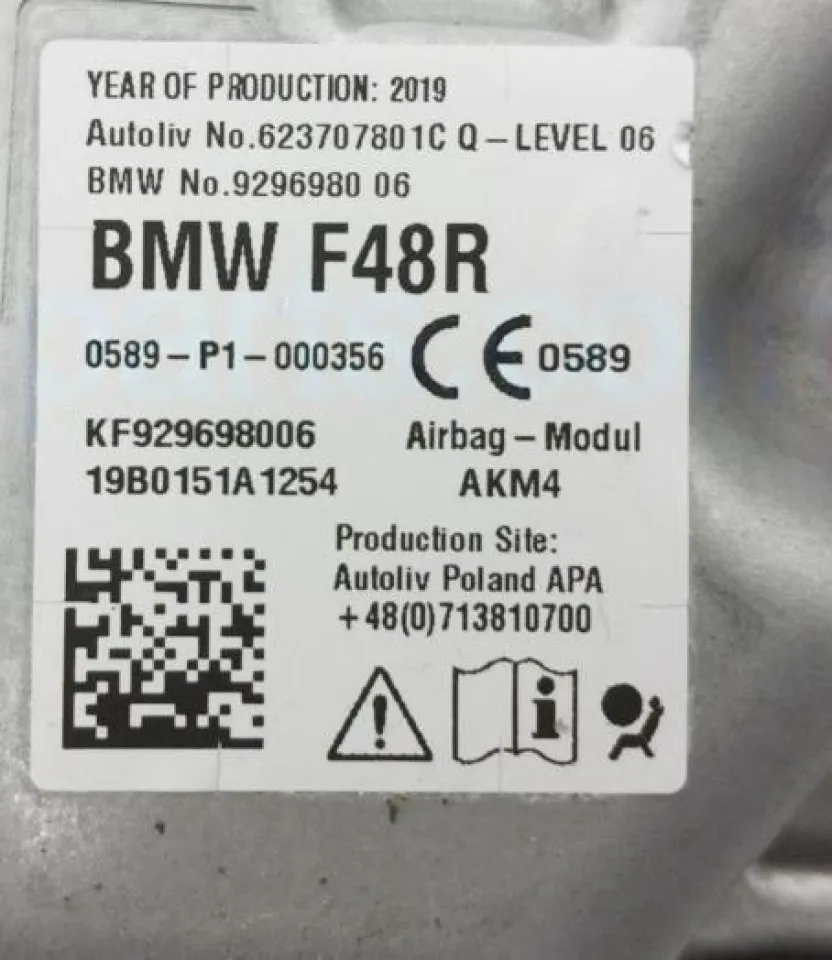 YEAR OF PRODUCTION: 2019
Autoliv No.623707801C Q-LEVEL 06
BMW No.9296980 06
BMW F48R
0589-P1-000356 CE 0589
KF929698006 Airbag-Modul
19B0151A1254 AKM4
Production Site:
Autoliv Poland APA
+48(0)713810700